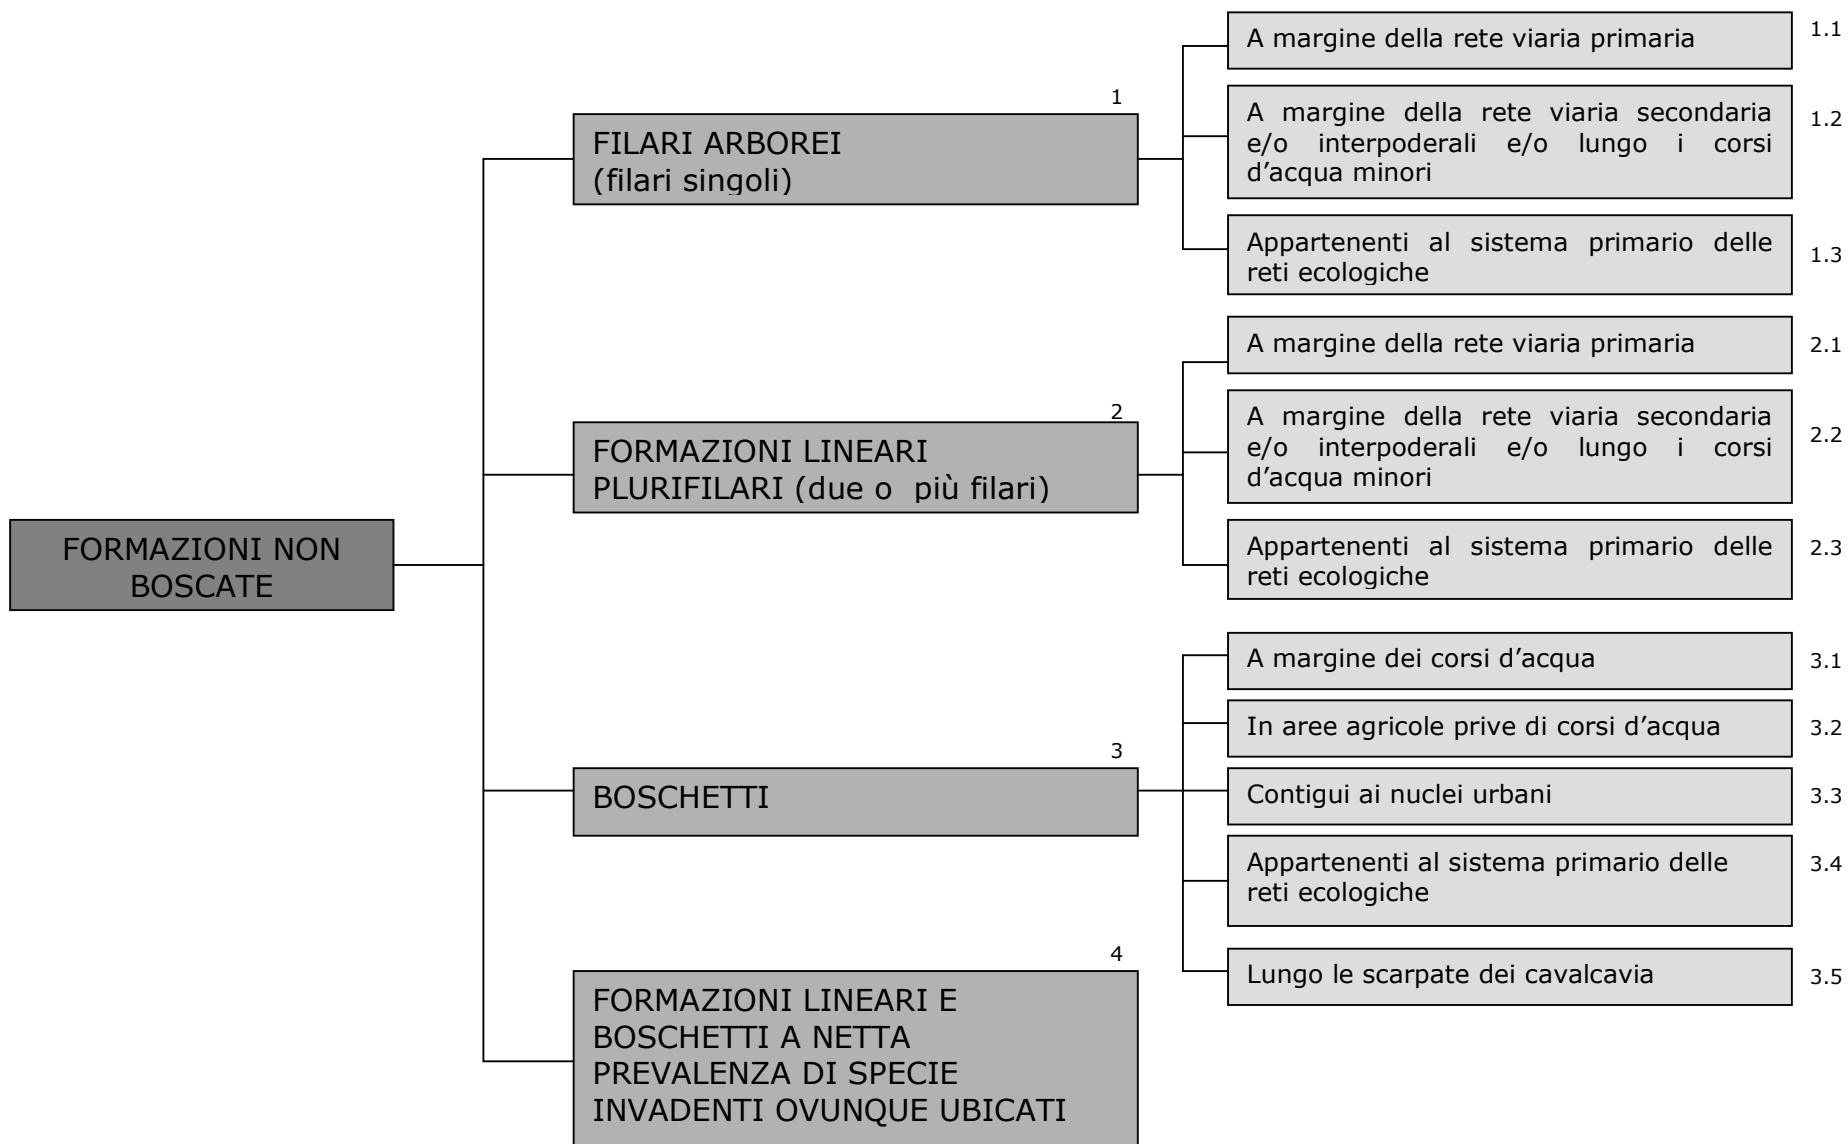 FORMAZIONI NON
BOSCATE
1
FILARI ARBOREI
(filari singoli)
A margine della rete viaria primaria
1.1
A margine della rete viaria secondaria
e/o interpoderali e/o lungo i corsi
d’acqua minori
1.2
Appartenenti al sistema primario delle
reti ecologiche
1.3
2
FORMAZIONI LINEARI
PLURIFILARI (due o più filari)
A margine della rete viaria primaria
2.1
A margine della rete viaria secondaria
e/o interpoderali e/o lungo i corsi
d’acqua minori
2.2
Appartenenti al sistema primario delle
reti ecologiche
2.3
3
BOSCHETTI
A margine dei corsi d’acqua
3.1
In aree agricole prive di corsi d’acqua
3.2
Contigui ai nuclei urbani
3.3
Appartenenti al sistema primario delle
reti ecologiche
3.4
Lungo le scarpate dei cavalcavia
3.5
4
FORMAZIONI LINEARI E
BOSCHETTI A NETTA
PREVALENZA DI SPECIE
INVADENTI OVUNQUE UBICATI